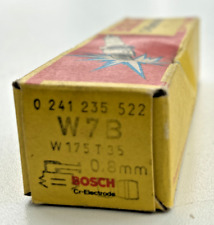 0 241 235 522
W7B
W 175 T 35
0.8mm
BOSCH
Cr-Electrode